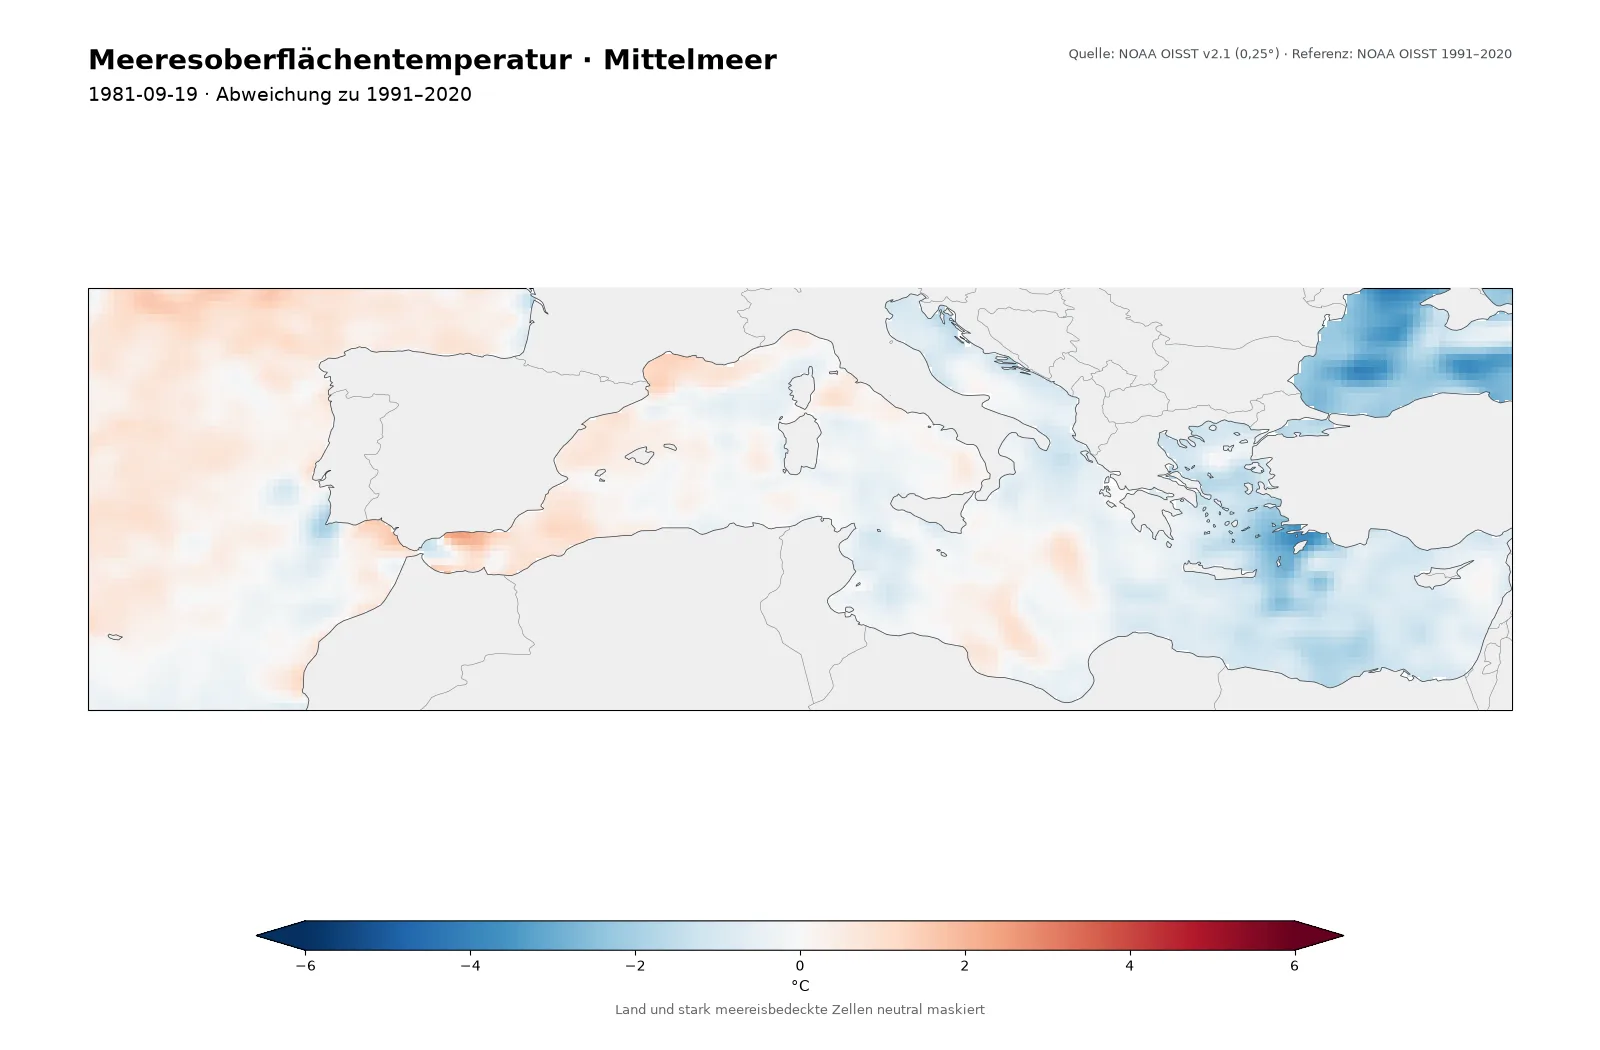 Meeresoberflächentemperatur · Mittelmeer
1981-09-19 · Abweichung zu 1991–2020
Quelle: NOAA OISST v2.1 (0,25°) · Referenz: NOAA OISST 1991–2020
−6 −4 −2 0 2 4 6
°C
Land und stark meereisbedeckte Zellen neutral maskiert